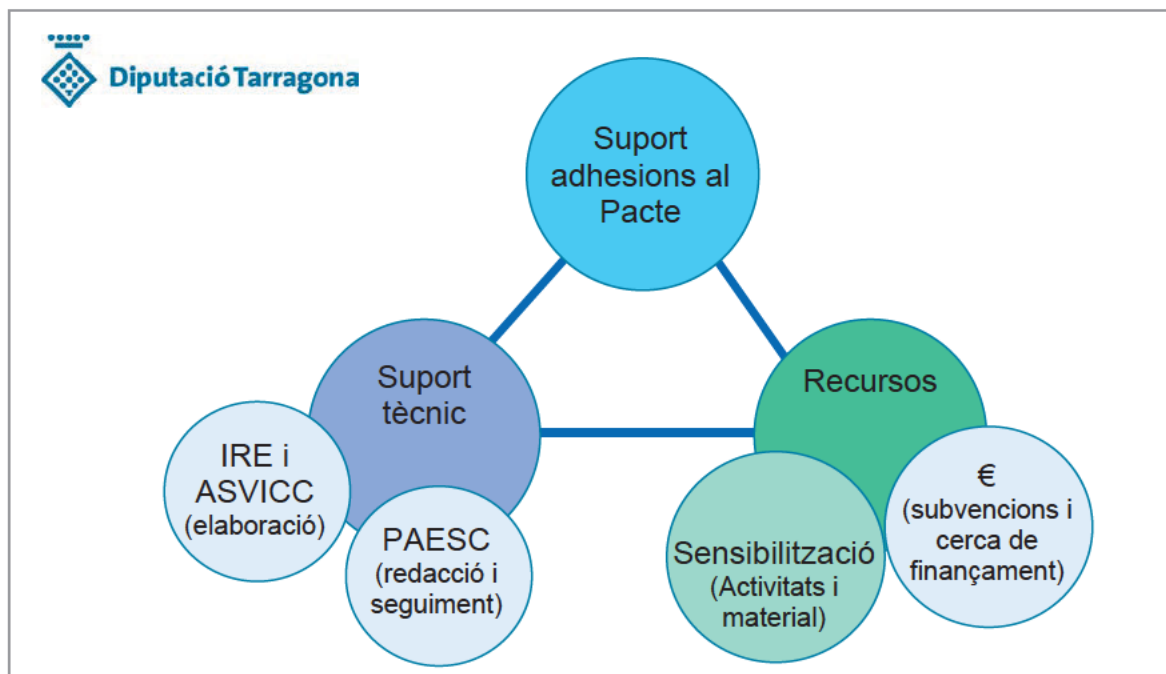 Diputació Tarragona
Suport
adhesions al
Pacte
Suport
tècnic
Recursos
IRE i
ASVICC
(elaboració)
PAESC
(redacció i
seguiment)
Sensibilització
(Activitats i
material)
€
(subvencions i
cerca de
finançament)